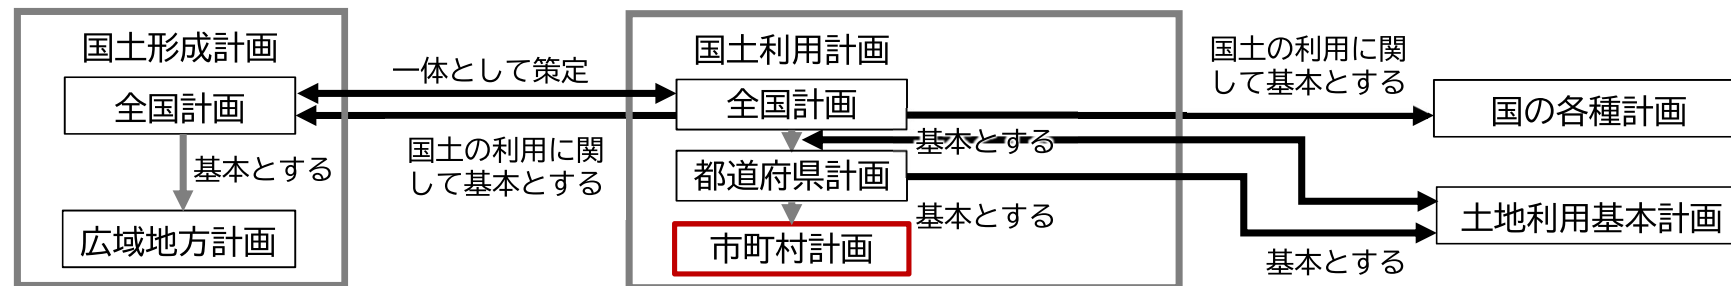 国土形成計画
全国計画
基本とする
広域地方計画
一体として策定
国土の利用に関
して基本とする
国土利用計画
全国計画
基本とする
都道府県計画
基本とする
市町村計画
国土の利用に関
して基本とする
国の各種計画
土地利用基本計画
基本とする